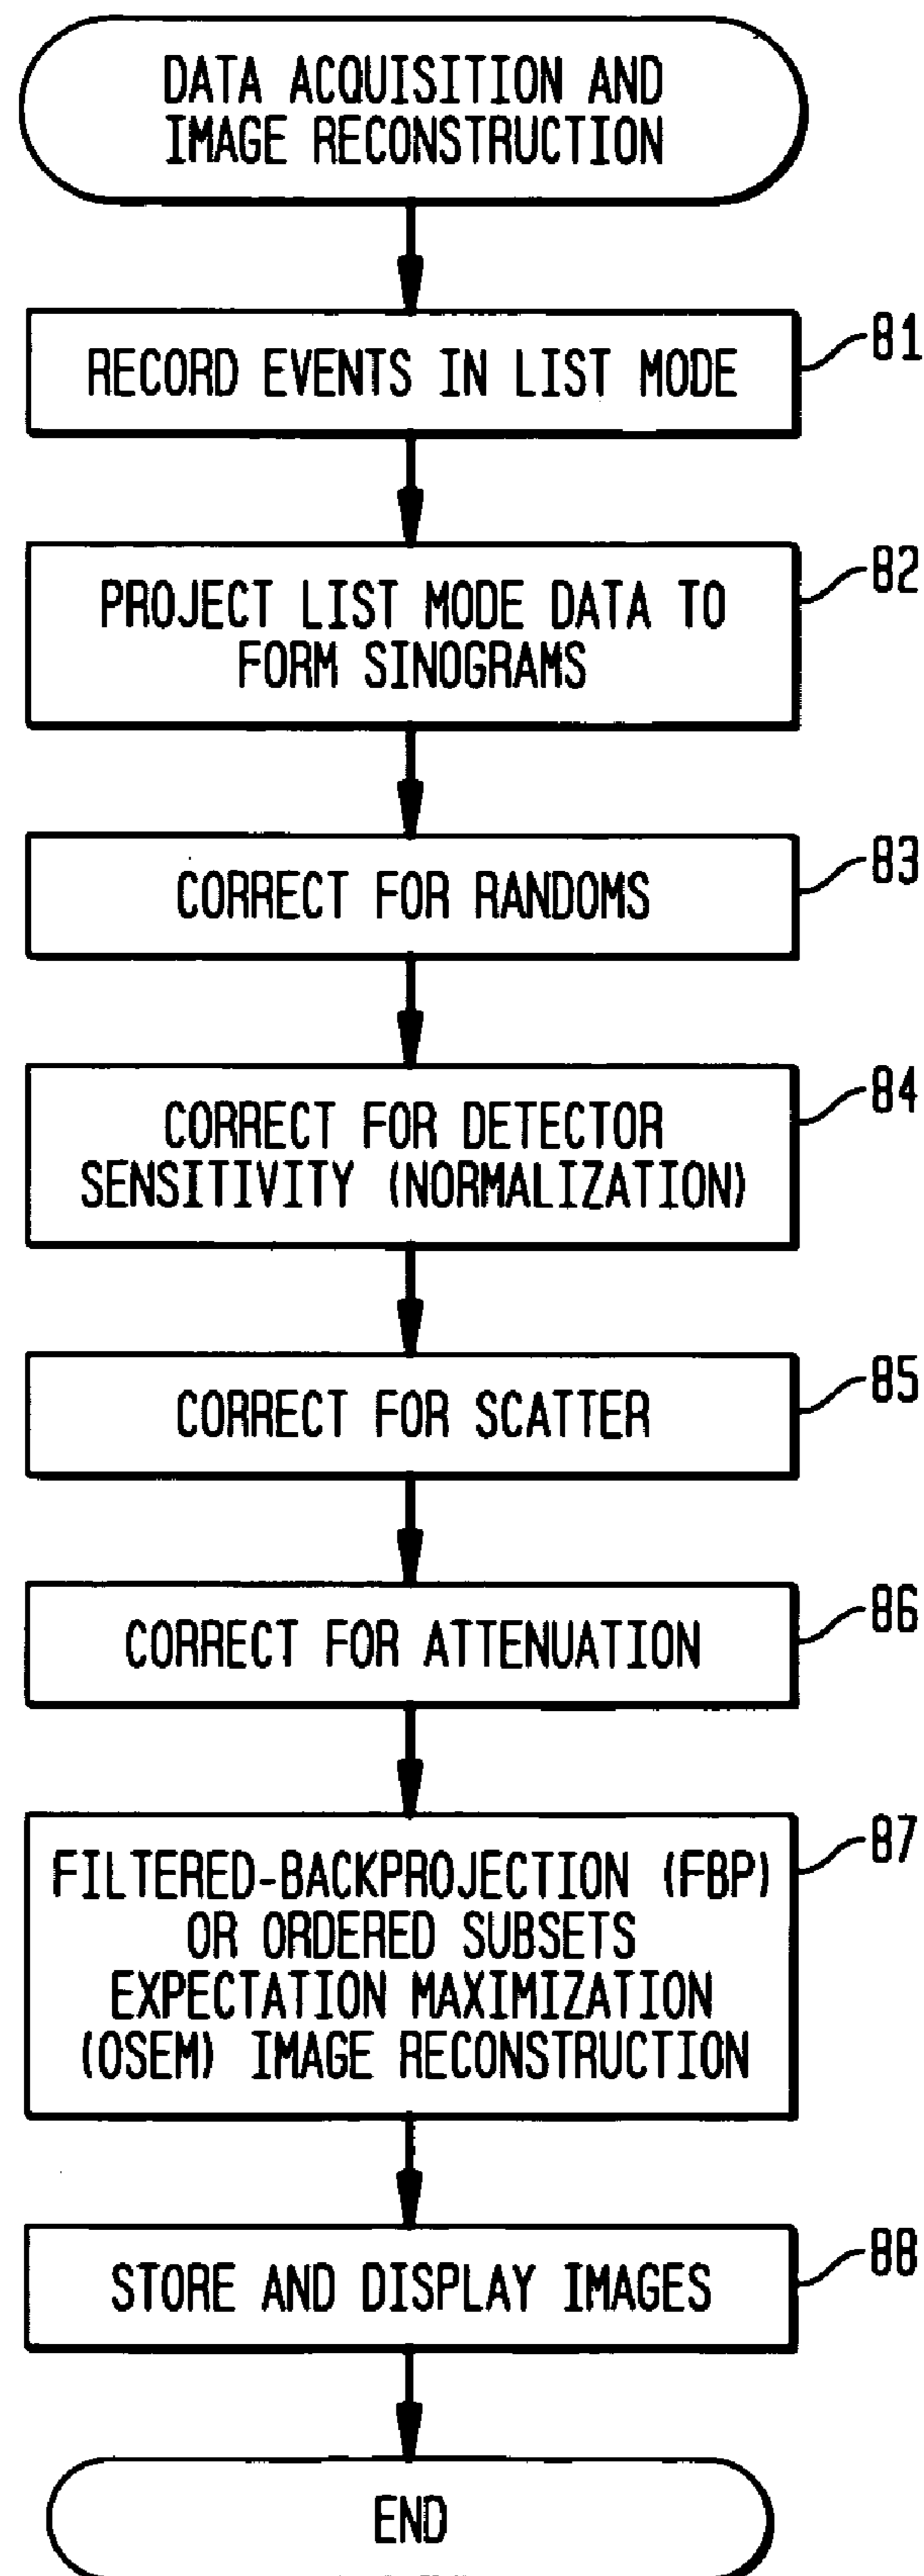 DATA ACQUISITION AND
IMAGE RECONSTRUCTION
RECORD EVENTS IN LIST MODE
81
PROJECT LIST MODE DATA TO
FORM SINOGRAMS
82
CORRECT FOR RANDOMS
83
CORRECT FOR DETECTOR
SENSITIVITY (NORMALIZATION)
84
CORRECT FOR SCATTER
85
CORRECT FOR ATTENUATION
86
FILTERED-BACKPROJECTION (FBP)
OR ORDERED SUBSETS
EXPECTATION MAXIMIZATION
(OSEM) IMAGE RECONSTRUCTION
87
STORE AND DISPLAY IMAGES
88
END